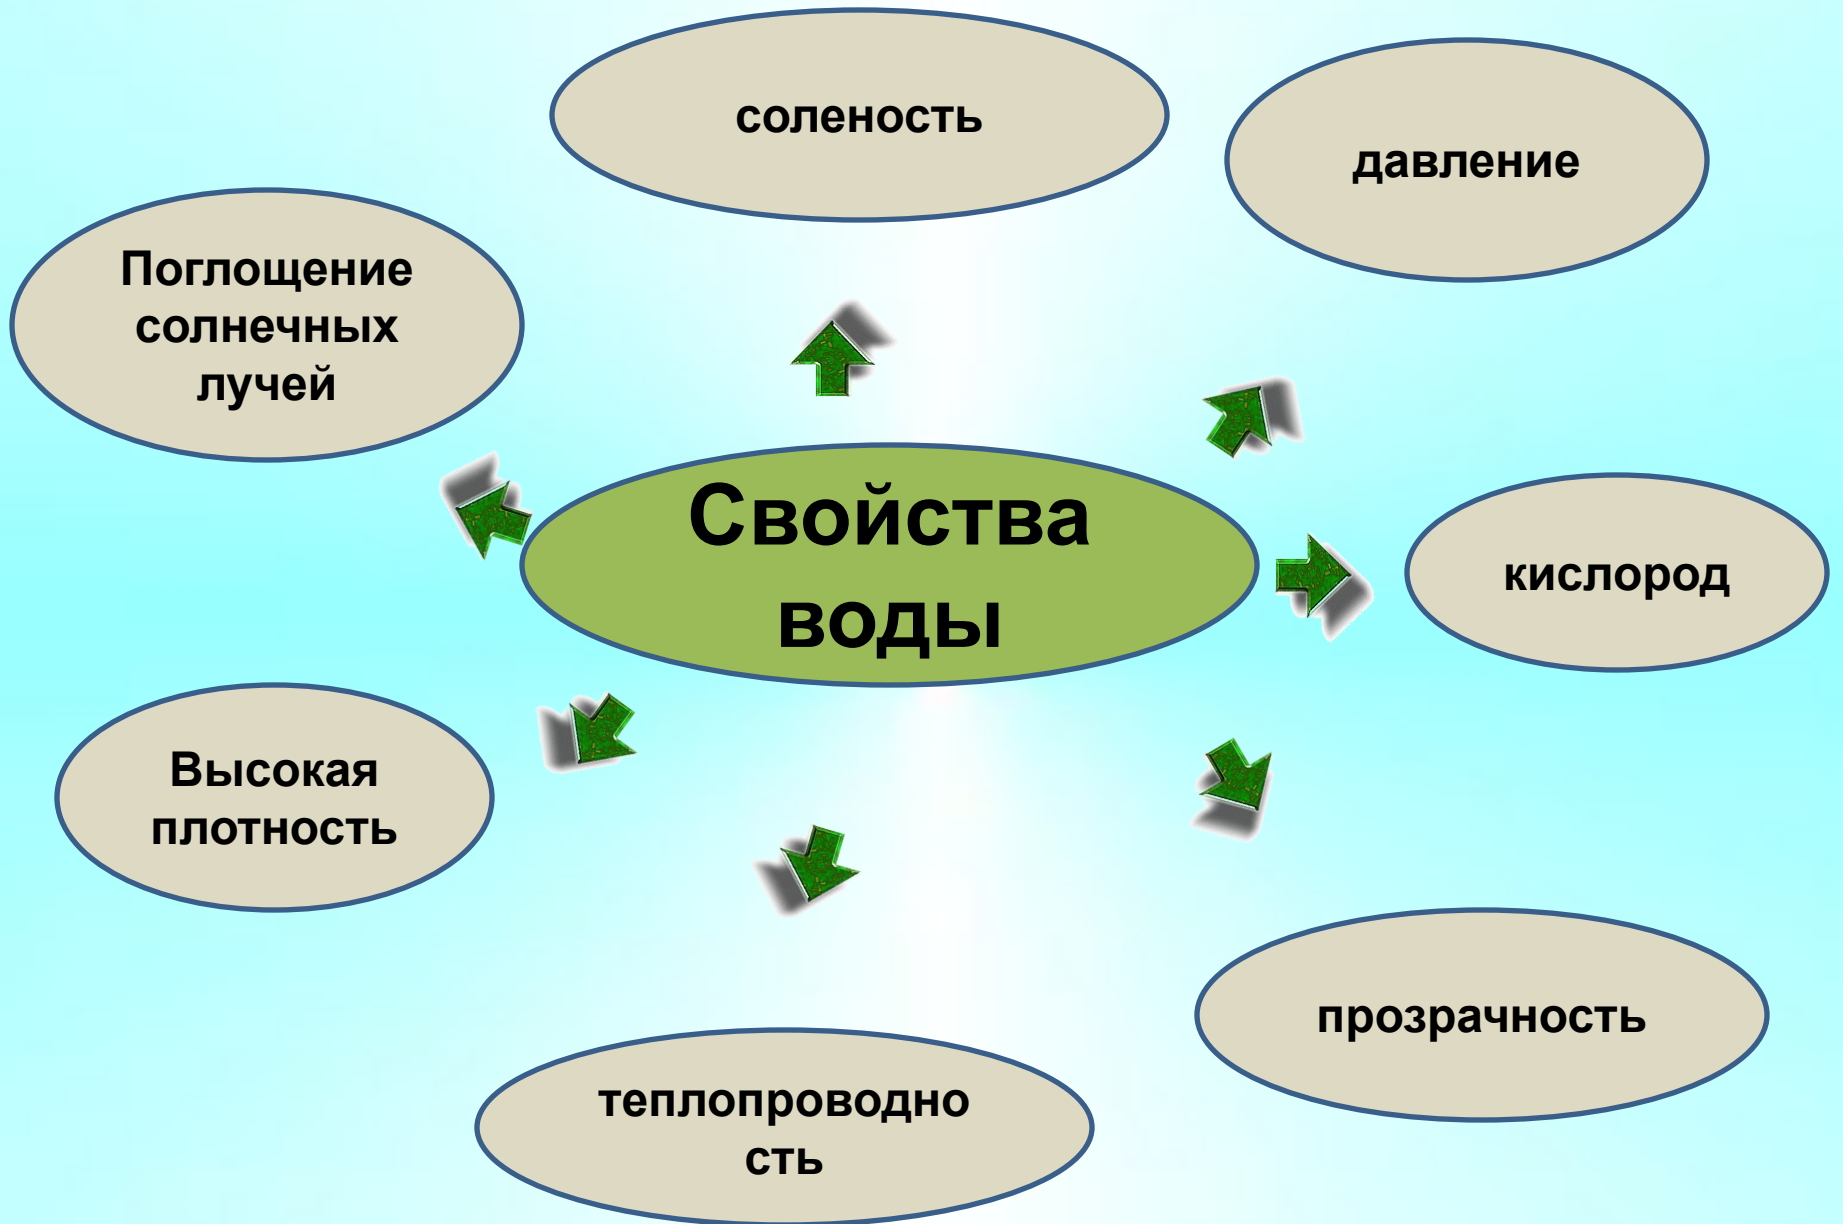 соленость
давление
Поглощение
солнечных
лучей
Свойства
воды
кислород
Высокая
плотность
прозрачность
теплопроводно
сть